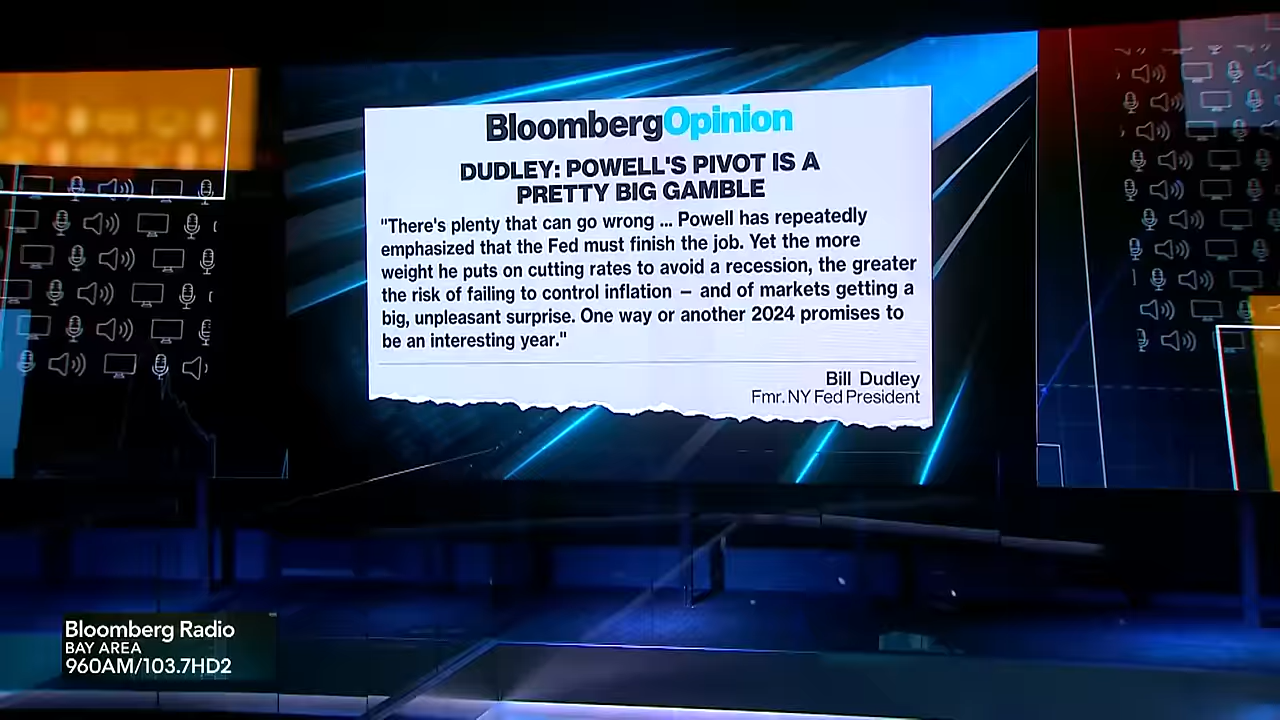 BloombergOpinion
DUDLEY: POWELL'S PIVOT IS A
PRETTY BIG GAMBLE
"There's plenty that can go wrong ... Powell has repeatedly
emphasized that the Fed must finish the job. Yet the more
weight he puts on cutting rates to avoid a recession, the greater
the risk of failing to control inflation – and of markets getting a
big, unpleasant surprise. One way or another 2024 promises to
be an interesting year."
Bill Dudley
Fmr. NY Fed President
Bloomberg Radio
BAY AREA
960AM/103.7HD2